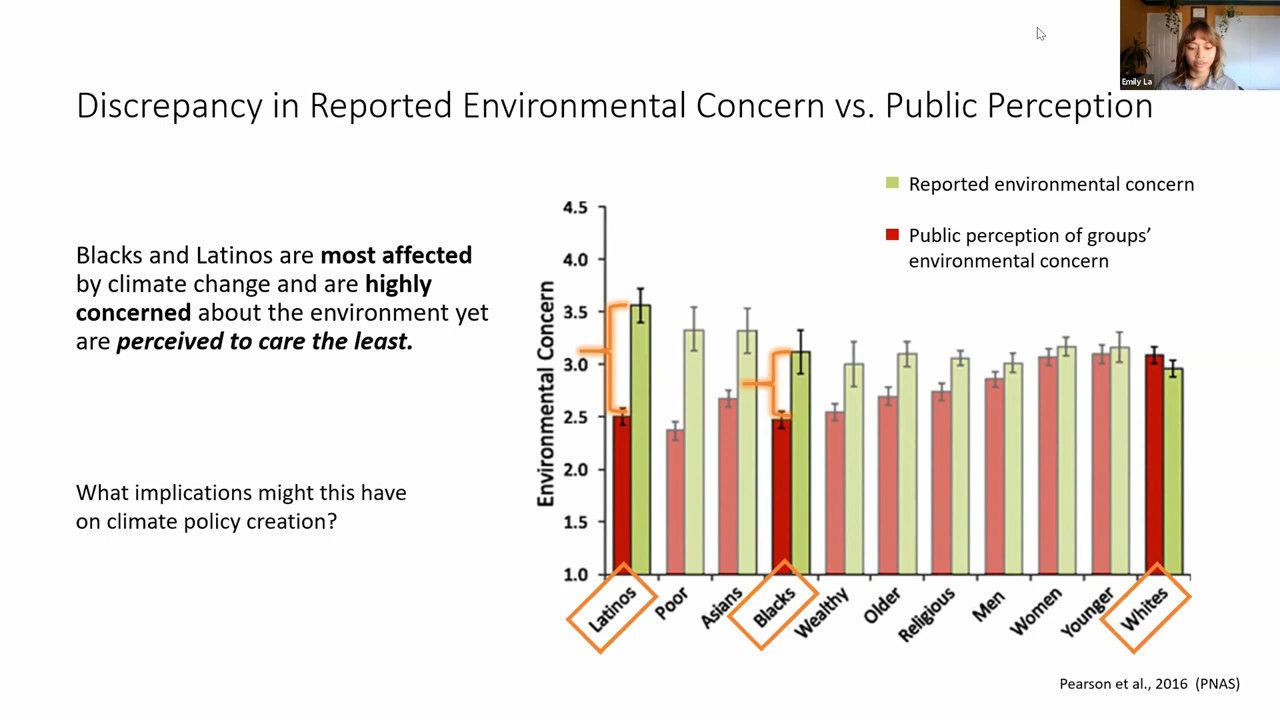 Emily La
Discrepancy in Reported Environmental Concern vs. Public Perception
Blacks and Latinos are most affected
by climate change and are highly
concerned about the environment yet
are perceived to care the least.
What implications might this have
on climate policy creation?
Reported environmental concern
Public perception of groups’
environmental concern
Environmental Concern
4.5
4.0
3.5
3.0
2.5
2.0
1.5
1.0
Latinos
Poor
Asians
Blacks
Wealthy
Older
Religious
Men
Women
Younger
Whites
Pearson et al., 2016 (PNAS)